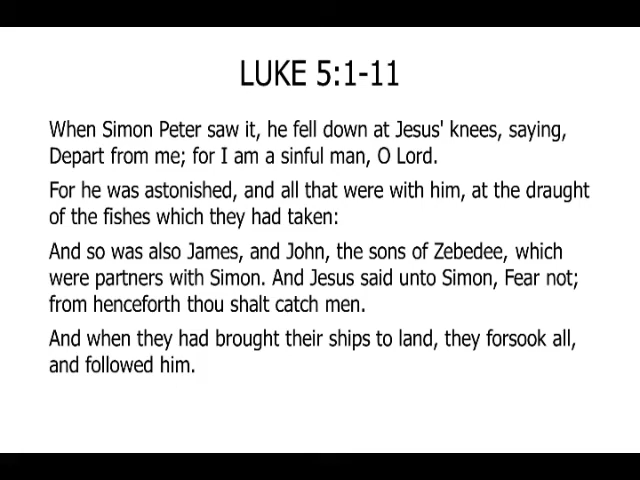 LUKE 5:1-11
When Simon Peter saw it, he fell down at Jesus' knees, saying,
Depart from me; for I am a sinful man, O Lord.
For he was astonished, and all that were with him, at the draught
of the fishes which they had taken:
And so was also James, and John, the sons of Zebedee, which
were partners with Simon. And Jesus said unto Simon, Fear not;
from henceforth thou shalt catch men.
And when they had brought their ships to land, they forsook all,
and followed him.